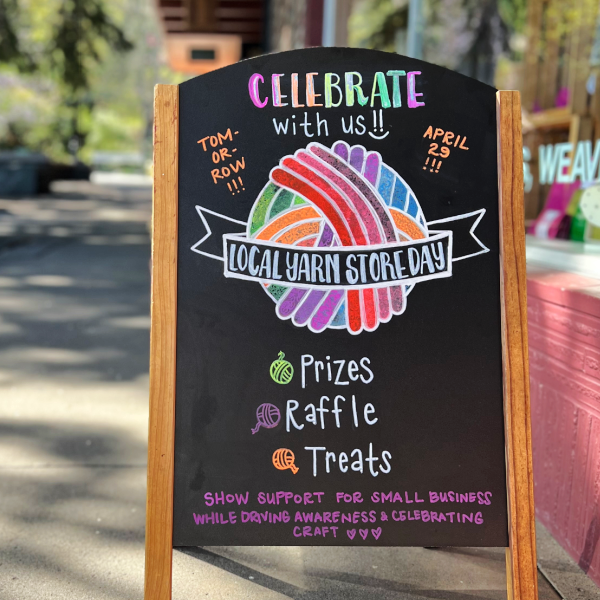 CELEBRATE
with us!!
TOM-
OR-
ROW
!!!
APRIL
29
!!!
LOCAL YARN STORE DAY
Prizes
Raffle
Treats
SHOW SUPPORT FOR SMALL BUSINESS
WHILE DRIVING AWARENESS & CELEBRATING
CRAFT ♡♡♡